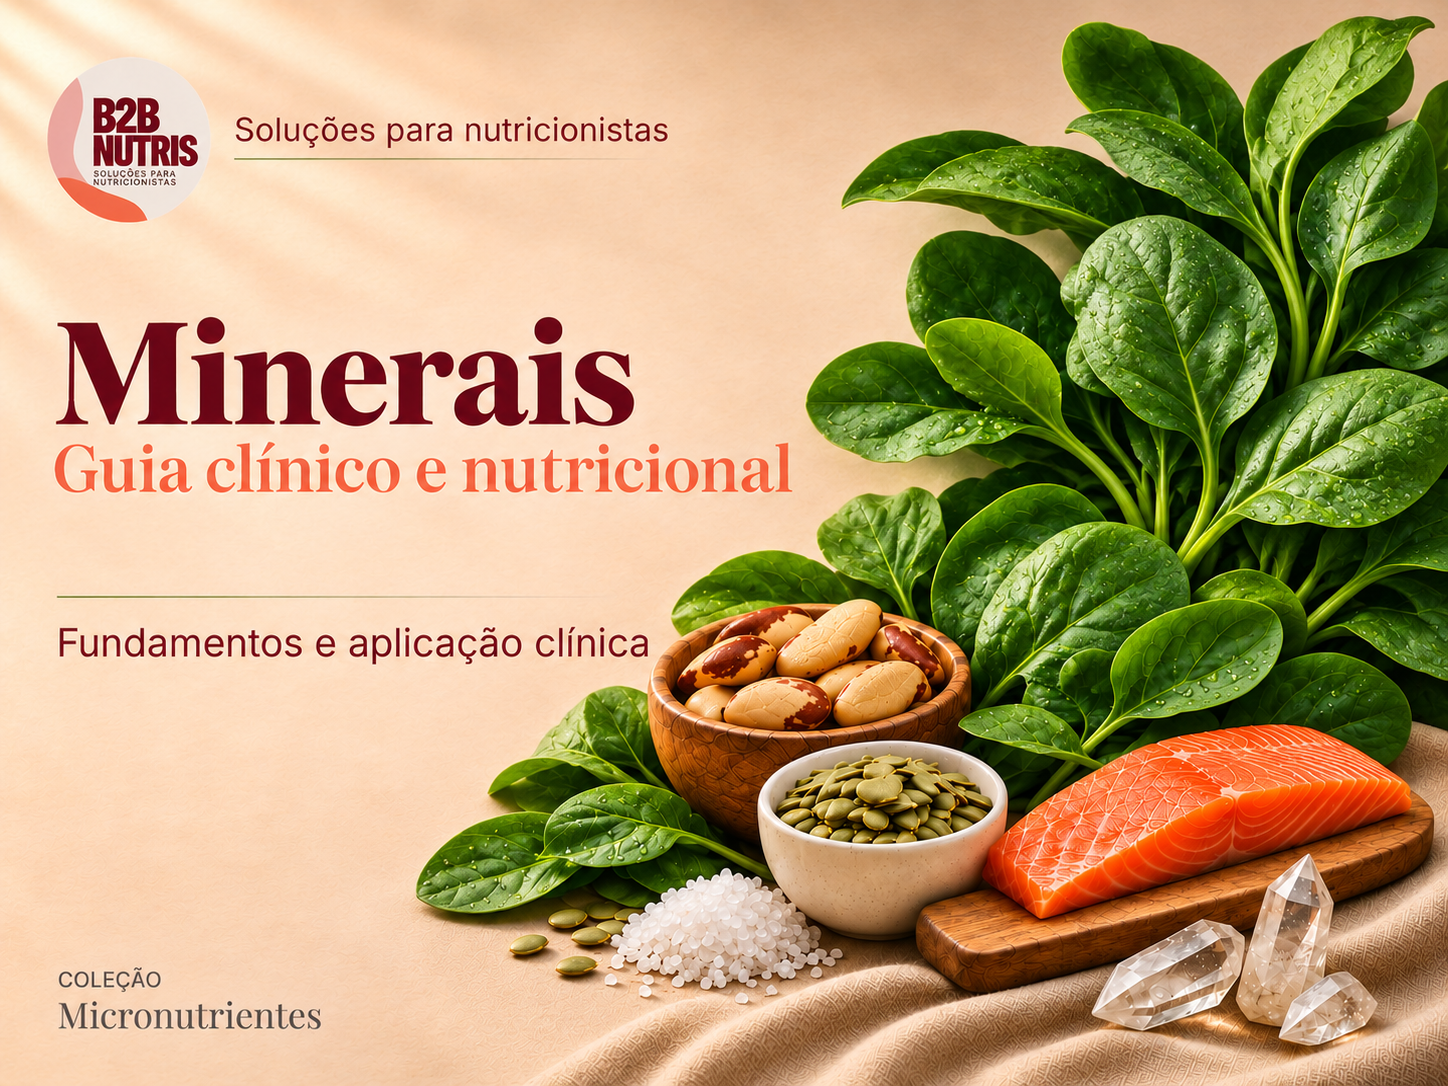 B2B
NUTRIS
SOLUÇÕES PARA
NUTRICIONISTAS
Soluções para nutricionistas
Minerais
Guia clínico e nutricional
Fundamentos e aplicação clínica
COLEÇÃO
Micronutrientes